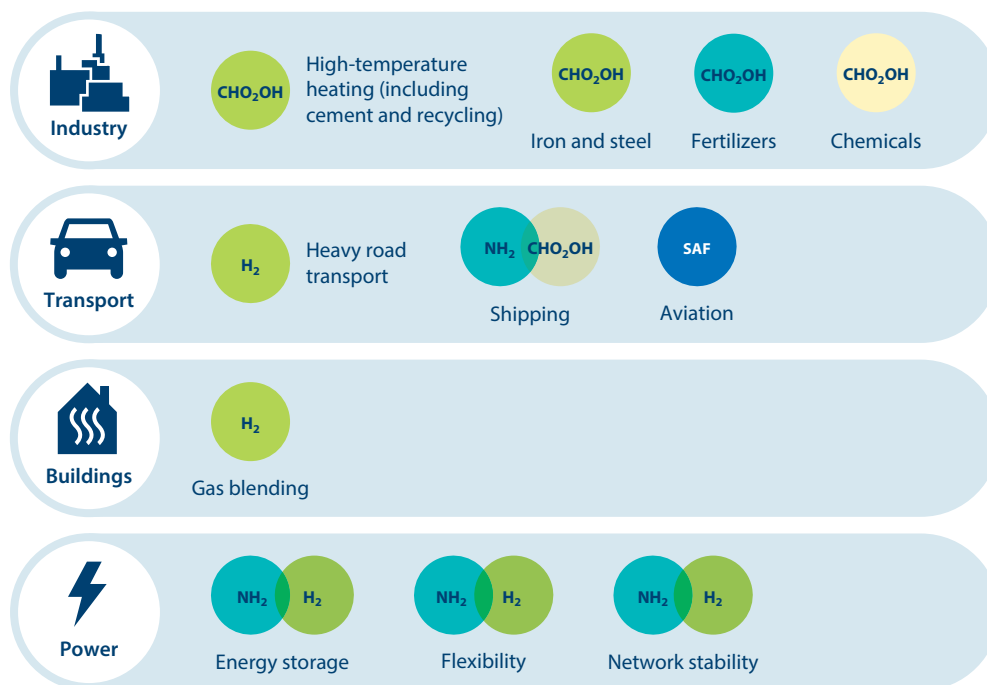 Industry
CHO₂OH
High-temperature
heating (including
cement and recycling)
CHO₂OH
Iron and steel
CHO₂OH
Fertilizers
CHO₂OH
Chemicals
Transport
H₂
Heavy road
transport
NH₂ CHO₂OH
Shipping
SAF
Aviation
Buildings
H₂
Gas blending
Power
NH₂ H₂
Energy storage
NH₂ H₂
Flexibility
NH₂ H₂
Network stability